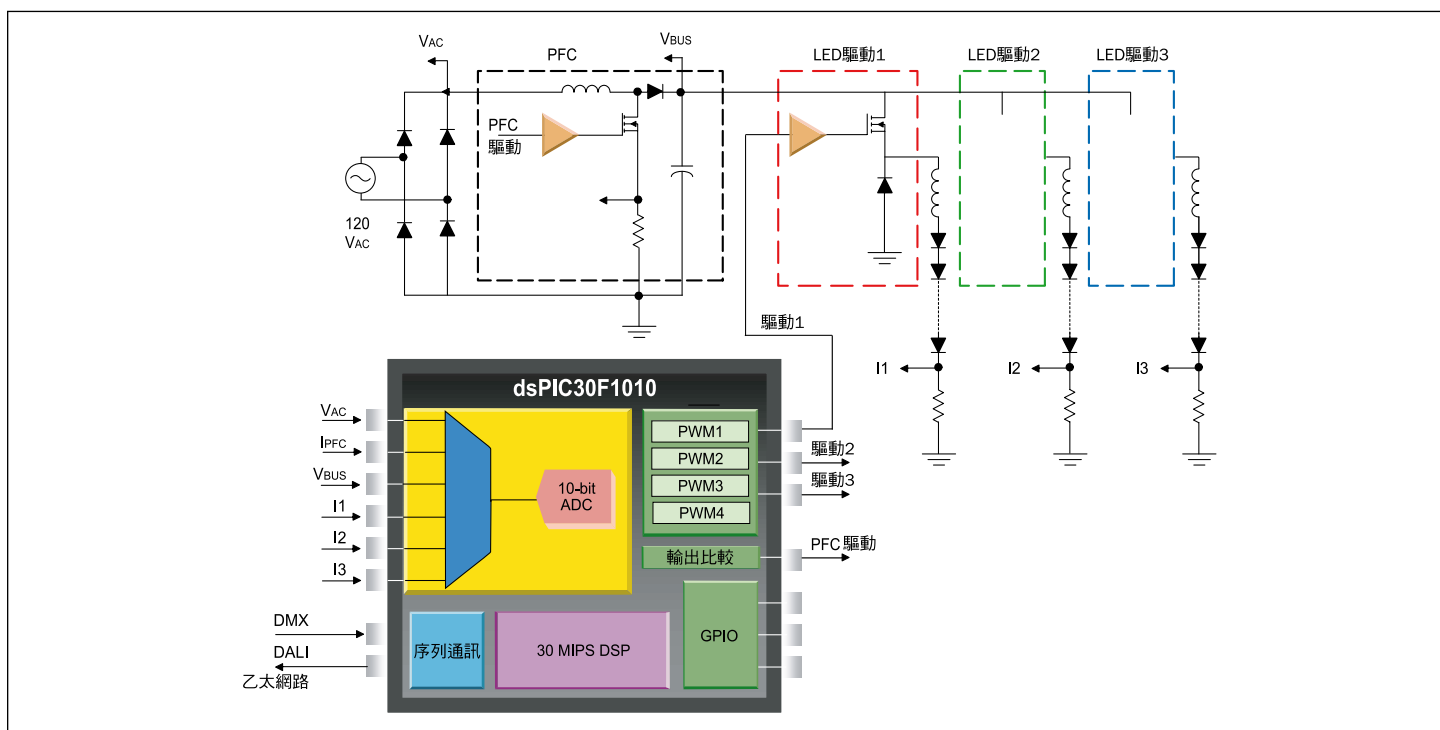 VAC
PFC
VBUS
LED驅動1
LED驅動2
LED驅動3
PFC
驅動
120
VAC
驅動1
I1
I2
I3
dsPIC30F1010
VAC
IPFC
VBUS
I1
I2
I3
10-bit
ADC
PWM1
PWM2
PWM3
PWM4
驅動2
驅動3
輸出比較
PFC 驅動
DMX
DALI
乙太網路
序列通訊
30 MIPS DSP
GPIO